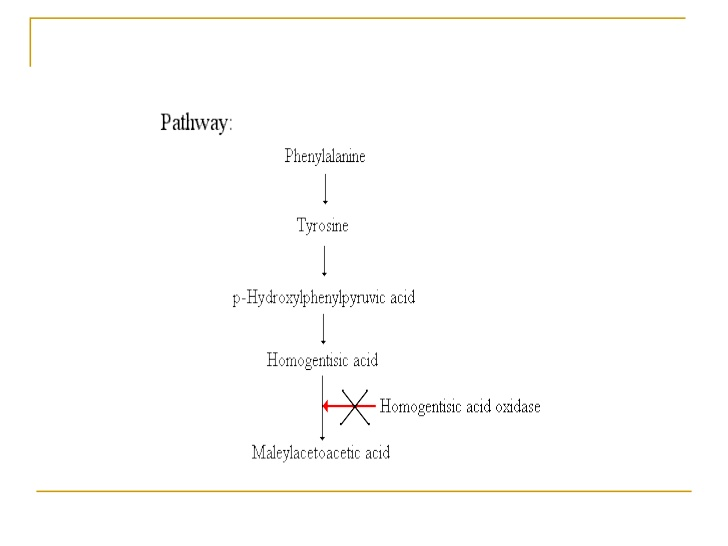 Pathway:
Phenylalanine
Tyrosine
p-Hydroxylphenylpyruvic acid
Homogentisic acid
Homogentisic acid oxidase
Maleylacetoacetic acid